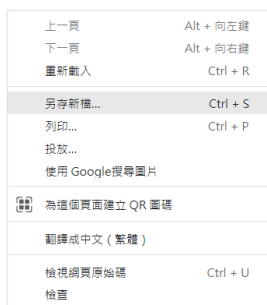 上一頁 Alt + 向左鍵
下一頁 Alt + 向右鍵
重新載入 Ctrl + R
另存新檔... Ctrl + S
列印... Ctrl + P
投放...
使用 Google搜尋圖片
為這個頁面建立 QR 圖碼
翻譯成中文 ( 繁體 )
檢視網頁原始碼 Ctrl + U
檢查